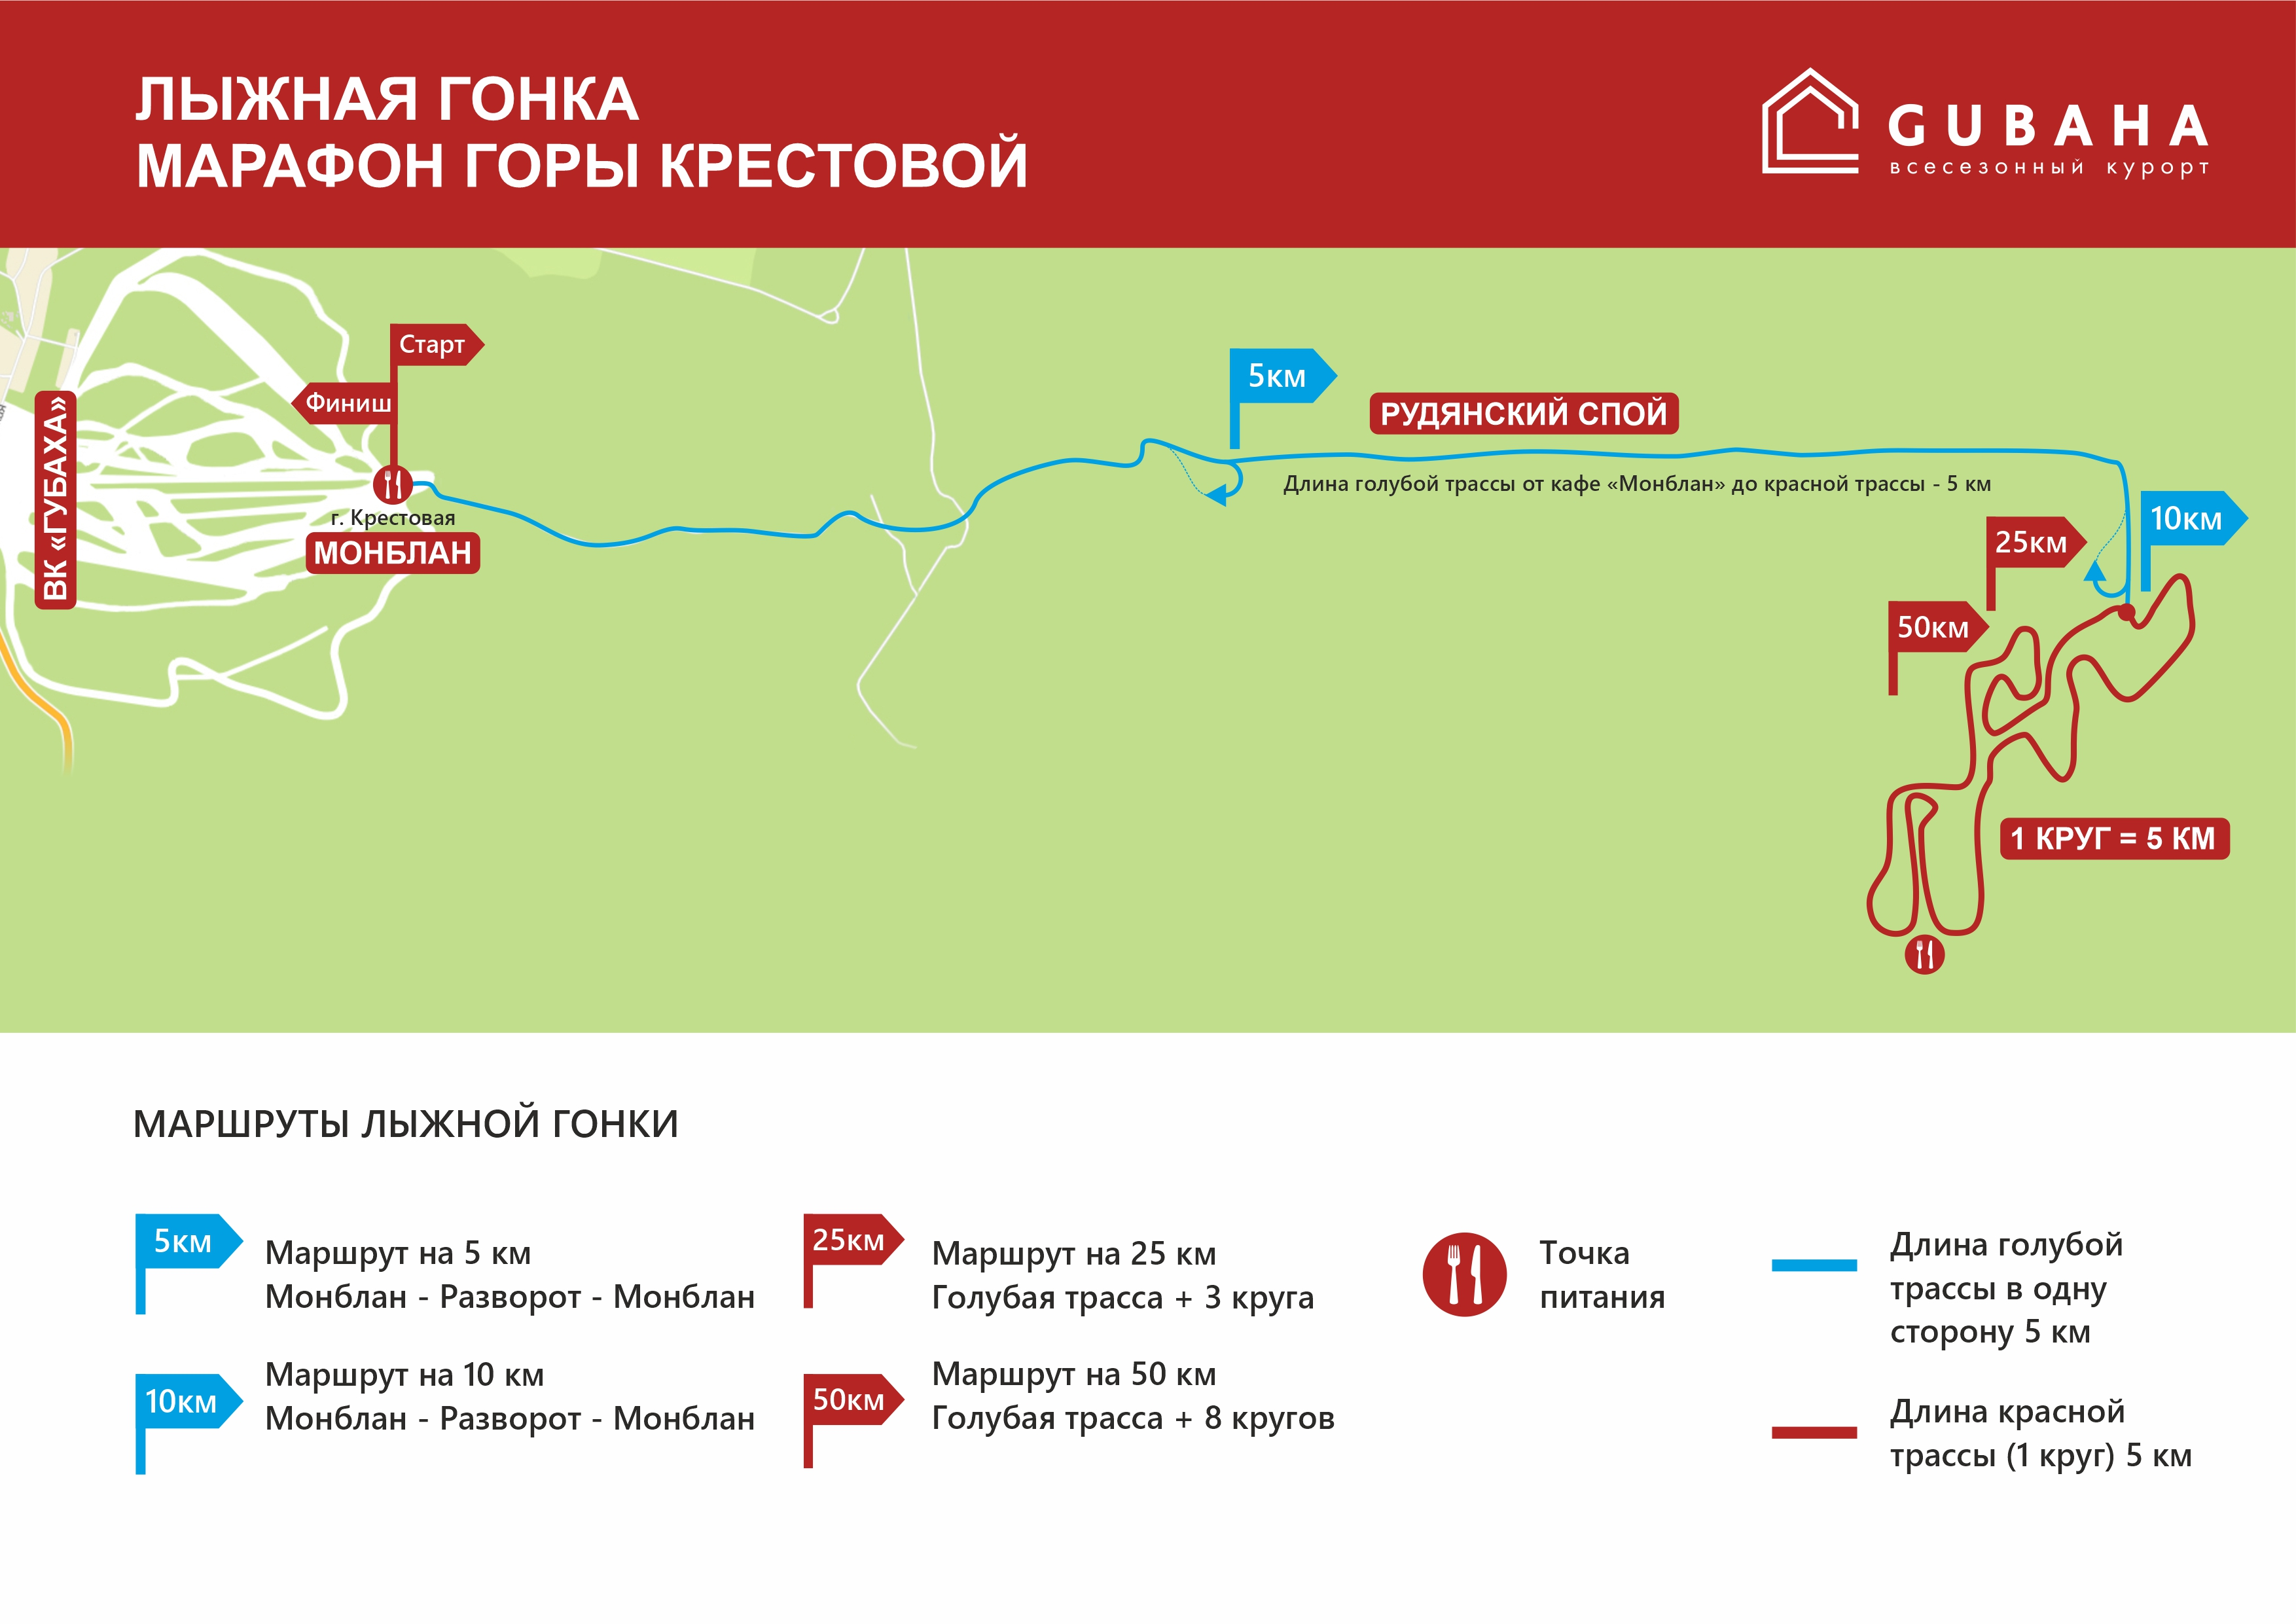 ЛЫЖНАЯ ГОНКА
МАРАФОН ГОРЫ КРЕСТОВОЙ
GUBAHA
всесезонный курорт
Старт
Финиш
ВК «ГУБАХА»
г. Крестовая
МОНБЛАН
5км
РУДЯНСКИЙ СПОЙ
Длина голубой трассы от кафе «Монблан» до красной трассы - 5 км
10км
25км
50км
1 КРУГ = 5 КМ
МАРШРУТЫ ЛЫЖНОЙ ГОНКИ
5км
Маршрут на 5 км
Монблан - Разворот - Монблан
10км
Маршрут на 10 км
Монблан - Разворот - Монблан
25км
Маршрут на 25 км
Голубая трасса + 3 круга
50км
Маршрут на 50 км
Голубая трасса + 8 кругов
Точка
питания
Длина голубой
трассы в одну
сторону 5 км
Длина красной
трассы (1 круг) 5 км